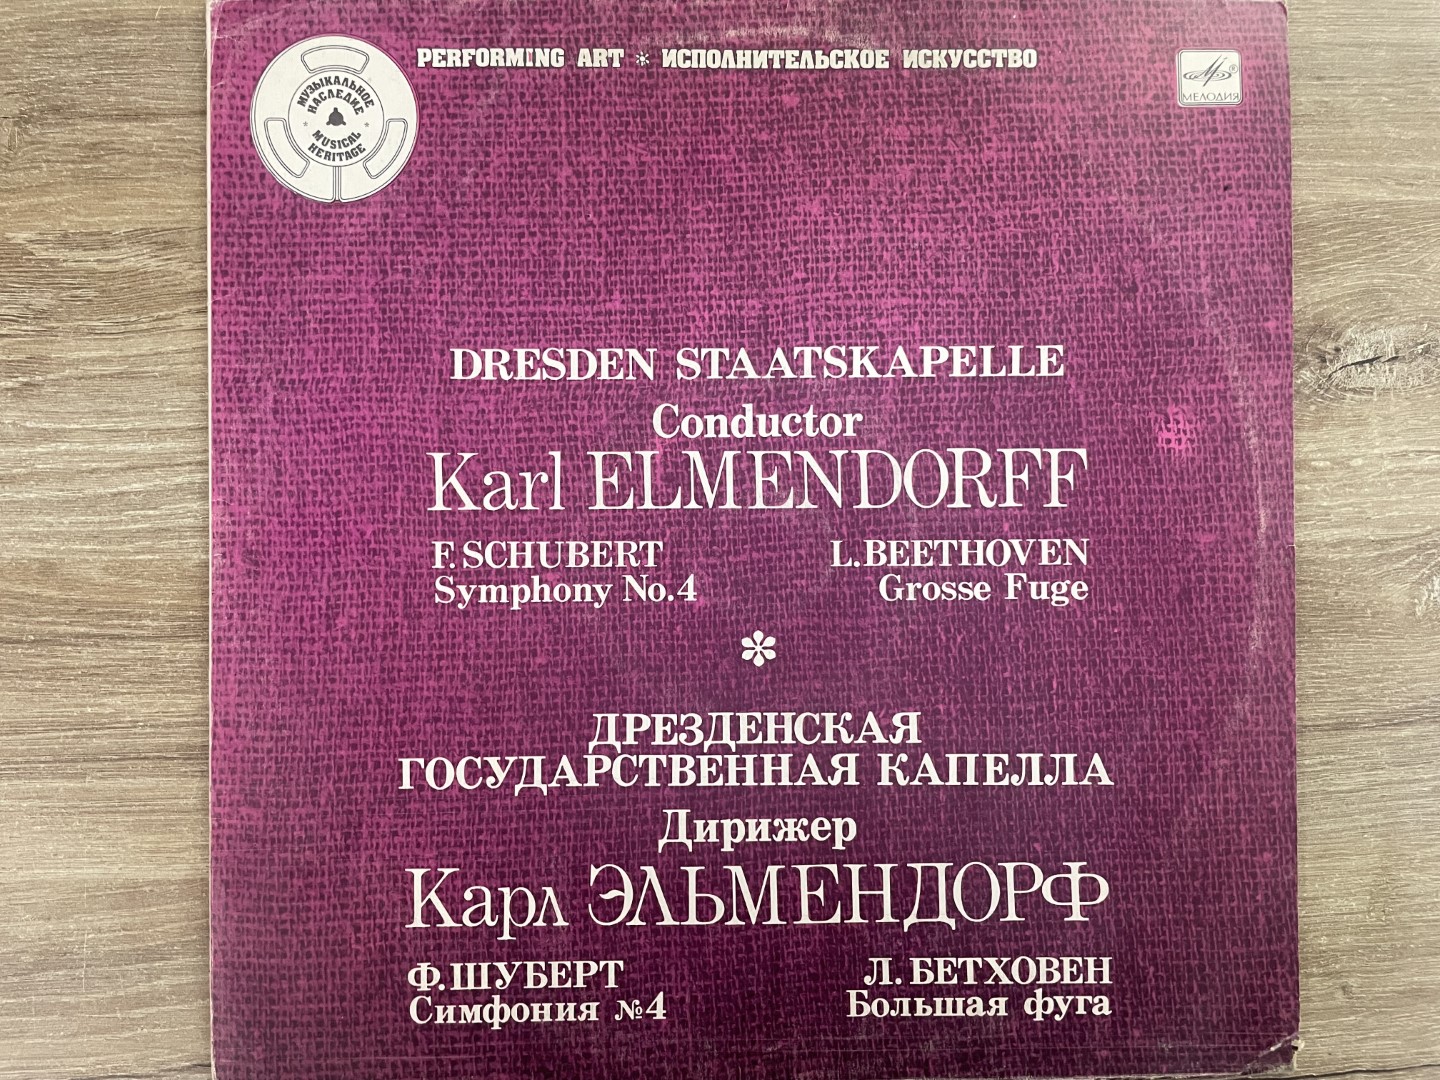 PERFORMING ART * ИСПОЛНИТЕЛЬСКОЕ ИСКУССТВО
МУЗЫКАЛЬНОЕ
НАСЛЕДИЕ
* *
MUSICAL
HERITAGE
М®
МЕЛОДИЯ
DRESDEN STAATSKAPELLE
Conductor
Karl ELMENDORFF
F. SCHUBERT L.BEETHOVEN
Symphony No.4 Grosse Fuge
ДРЕЗДЕНСКАЯ
ГОСУДАРСТВЕННАЯ КАПЕЛЛА
Дирижер
Карл ЭЛЬМЕНДОРФ
Ф.ШУБЕРТ Л. БЕТХОВЕН
Симфония №4 Большая фуга